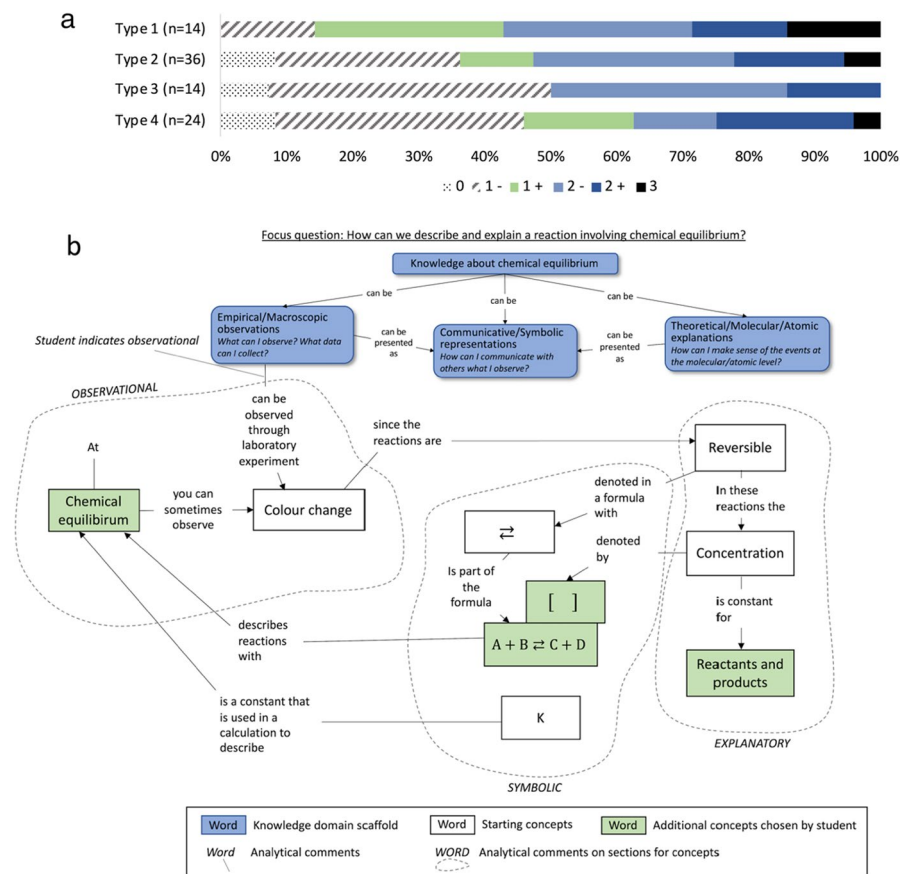 a
Type 1 (n=14)
Type 2 (n=36)
Type 3 (n=14)
Type 4 (n=24)
0% 10% 20% 30% 40% 50% 60% 70% 80% 90% 100%
0 1 - 1 + 2 - 2 + 3
b
Focus question: How can we describe and explain a reaction involving chemical equilibrium?
Knowledge about chemical equilibrium
can be
can be
can be
Empirical/Macroscopic
observations
What can I observe? What data
can I collect?
can be
presented
as
Communicative/Symbolic
representations
How can I communicate with
others what I observe?
can be
presented
as
Theoretical/Molecular/Atomic
explanations
How can I make sense of the events at
the molecular/atomic level?
Student indicates observational
OBSERVATIONAL
can be
observed
through
laboratory
experiment
At
Chemical
equilibirum
you can
sometimes
observe
Colour change
since the
reactions are
Reversible
denoted in
a formula
with
In these
reactions the
⇄
denoted
by
Concentration
Is part of
the
formula
[ ]
A + B ⇄ C + D
is constant
for
describes
reactions
with
Reactants and
products
is a constant that
is used in a
calculation to
describe
K
EXPLANATORY
SYMBOLIC
Word Knowledge domain scaffold
Word Starting concepts
Word Additional concepts chosen by student
Word Analytical comments
WORD Analytical comments on sections for concepts